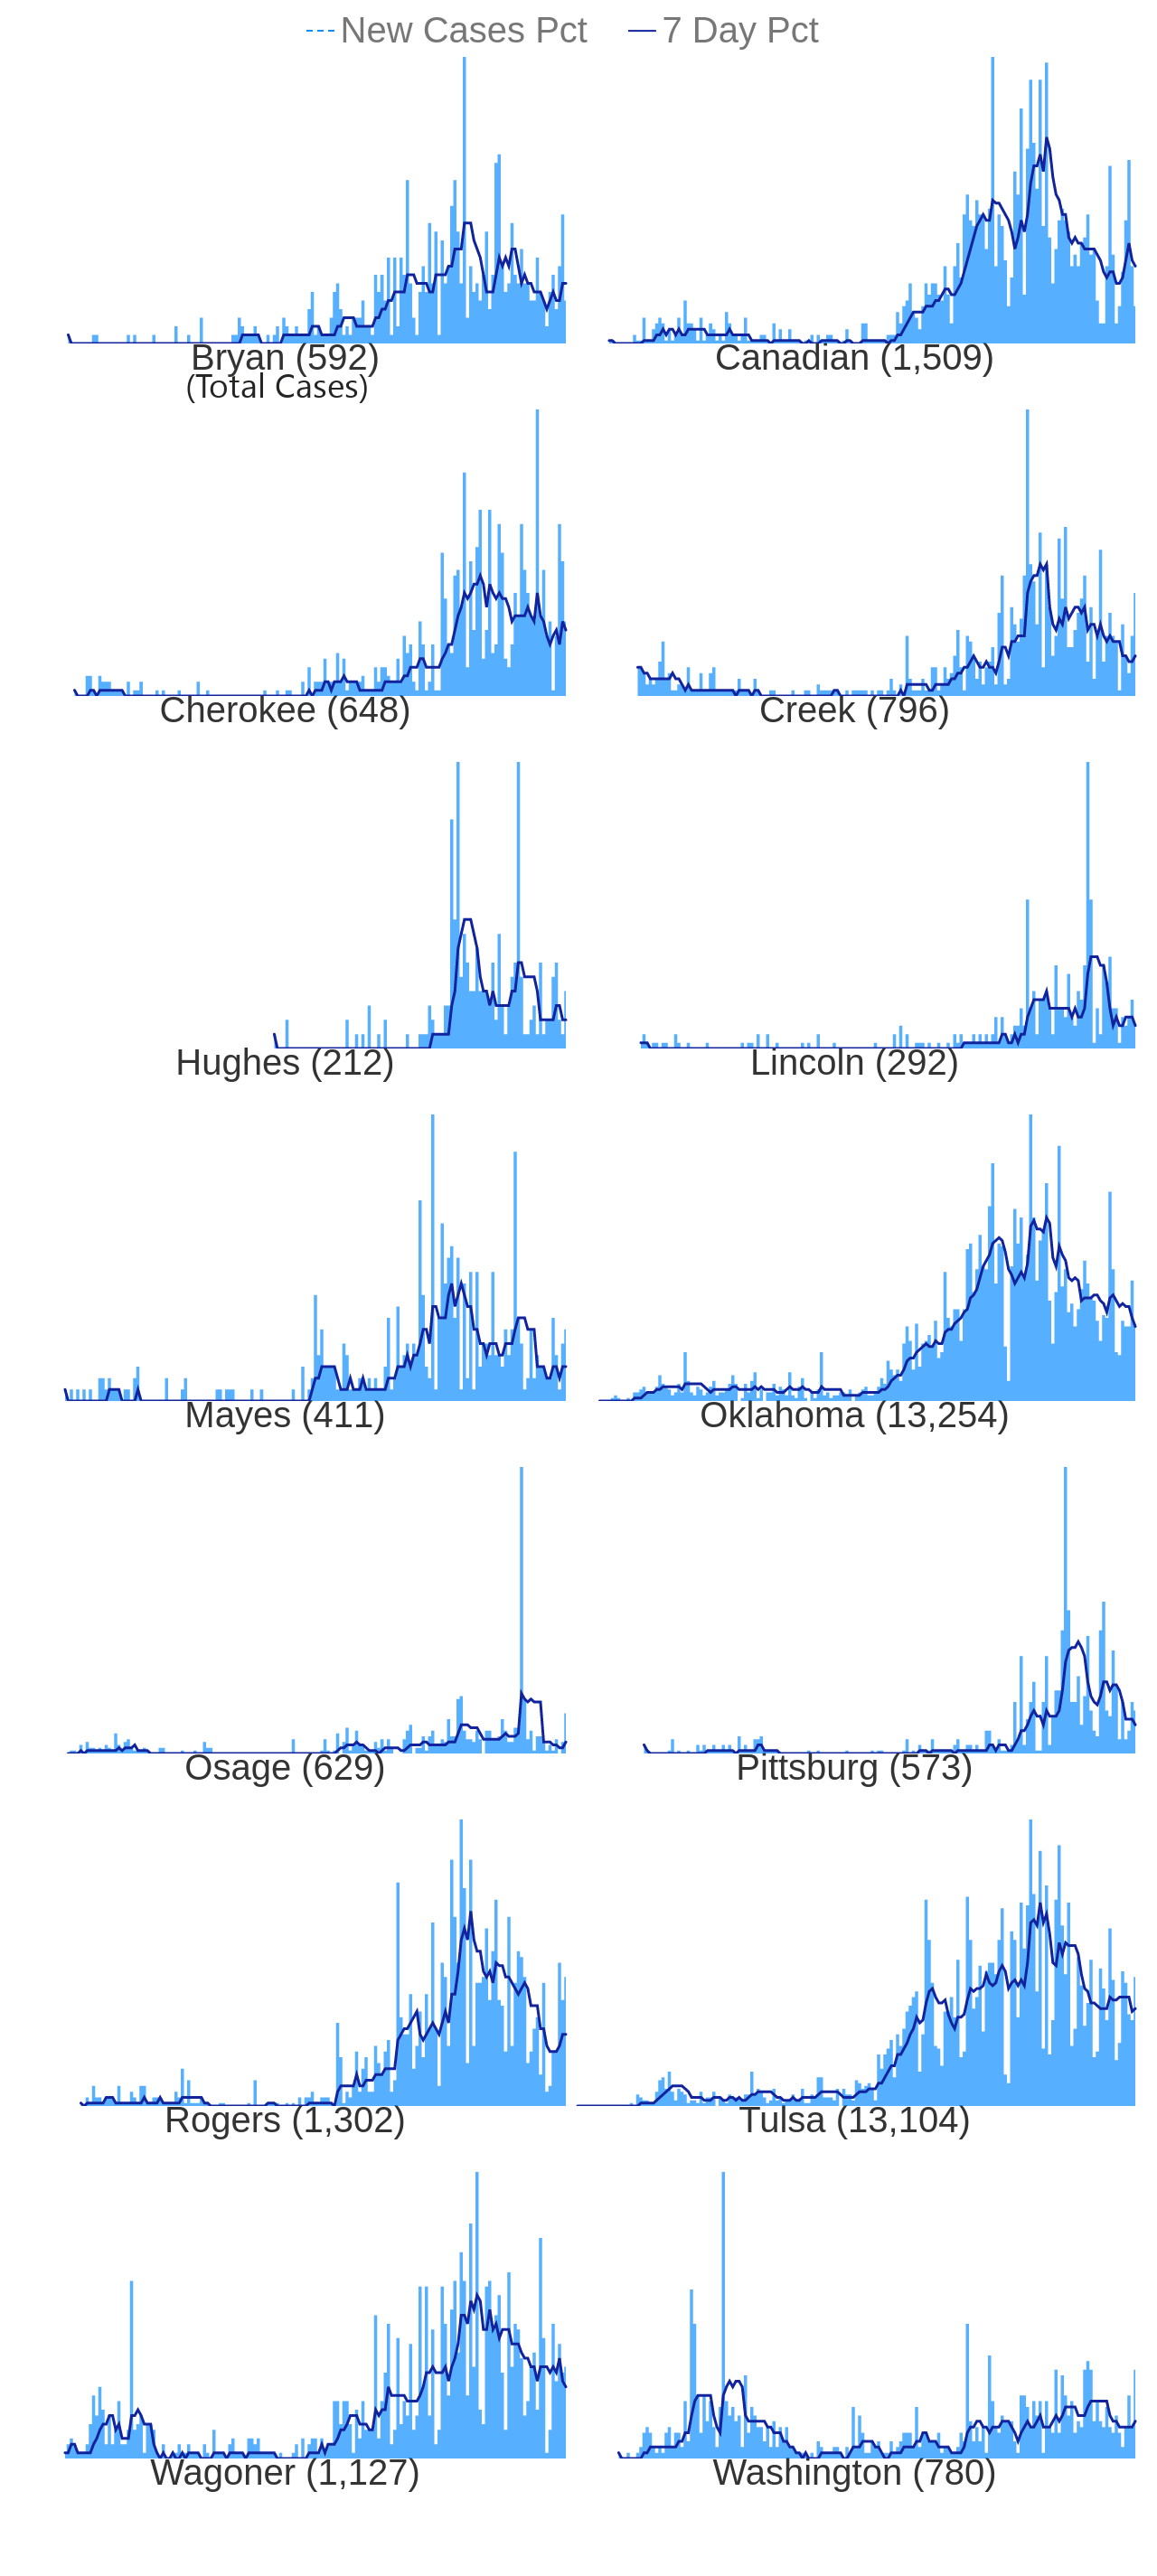 New Cases Pct 7 Day Pct
Bryan (592) Canadian (1,509)
(Total Cases)
Cherokee (648) Creek (796)
Hughes (212) Lincoln (292)
Mayes (411) Oklahoma (13,254)
Osage (629) Pittsburg (573)
Rogers (1,302) Tulsa (13,104)
Wagoner (1,127) Washington (780)